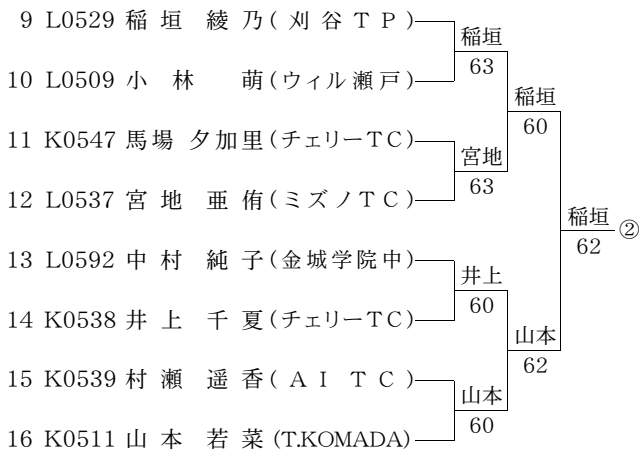 9 L0529 稲垣 綾乃(刈谷TP)
稲垣
10 L0509 小林 萌(ウィル瀬戸)
63
稲垣
60
11 K0547 馬場 夕加里(チェリーTC)
宮地
12 L0537 宮地 亜侑(ミズノTC)
63
稲垣
62
②
13 L0592 中村 純子(金城学院中)
井上
14 K0538 井上 千夏(チェリーTC)
60
山本
62
15 K0539 村瀬 遥香(AI TC)
山本
16 K0511 山本 若菜(T.KOMADA)
60